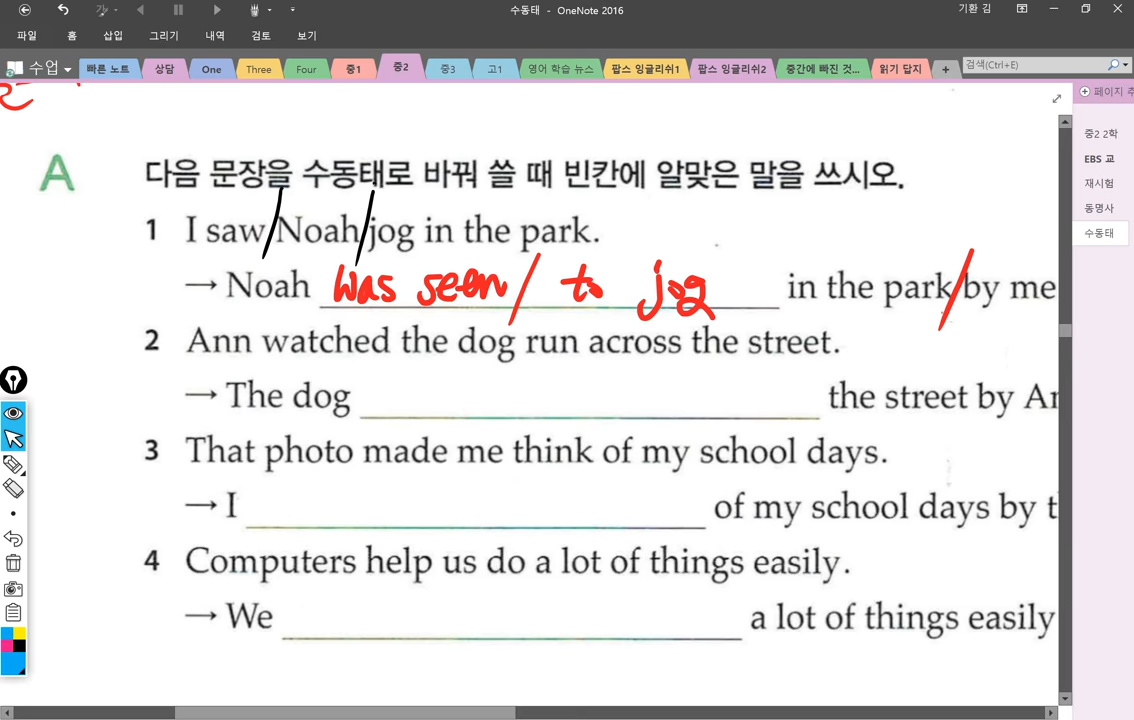 수동태 - OneNote 2016
기환 김
파일 홈 삽입 그리기 내역 검토 보기
수업 빠른 노트 상담 One Three Four 중1 중2 중3 고1 영어 학습 뉴스 팝스 잉글리쉬1 팝스 잉글리쉬2 중간에 빠진 것... 읽기 답지 + 검색(Ctrl+E)
페이지 추
중2 2학
EBS 교
재시험
동명사
수동태
A 다음 문장을 수동태로 바꿔 쓸 때 빈칸에 알맞은 말을 쓰시오.
1 I saw / Noah / jog in the park.
→ Noah was seen / to jog in the park / by me
2 Ann watched the dog run across the street.
→ The dog the street by An
3 That photo made me think of my school days.
→ I of my school days by t
4 Computers help us do a lot of things easily.
→ We a lot of things easily